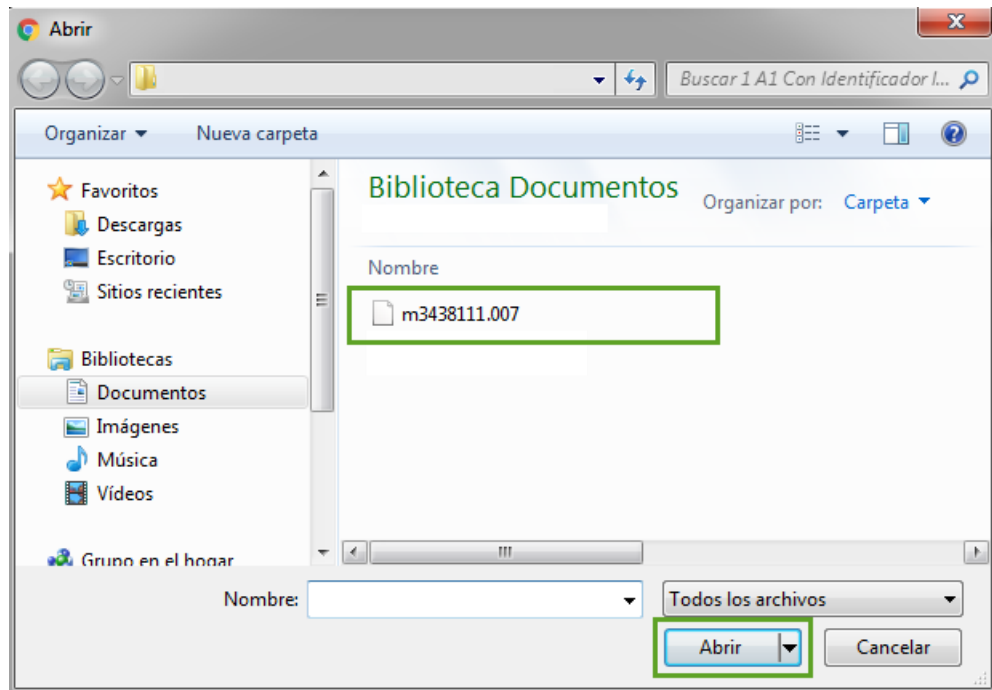 Abrir
Buscar 1 A1 Con Identificador I...
Organizar Nueva carpeta
Favoritos
Descargas
Escritorio
Sitios recientes
Bibliotecas
Documentos
Imágenes
Música
Vídeos
Grupo en el hogar
Biblioteca Documentos
Organizar por: Carpeta
Nombre
m3438111.007
Nombre:
Todos los archivos
Abrir Cancelar